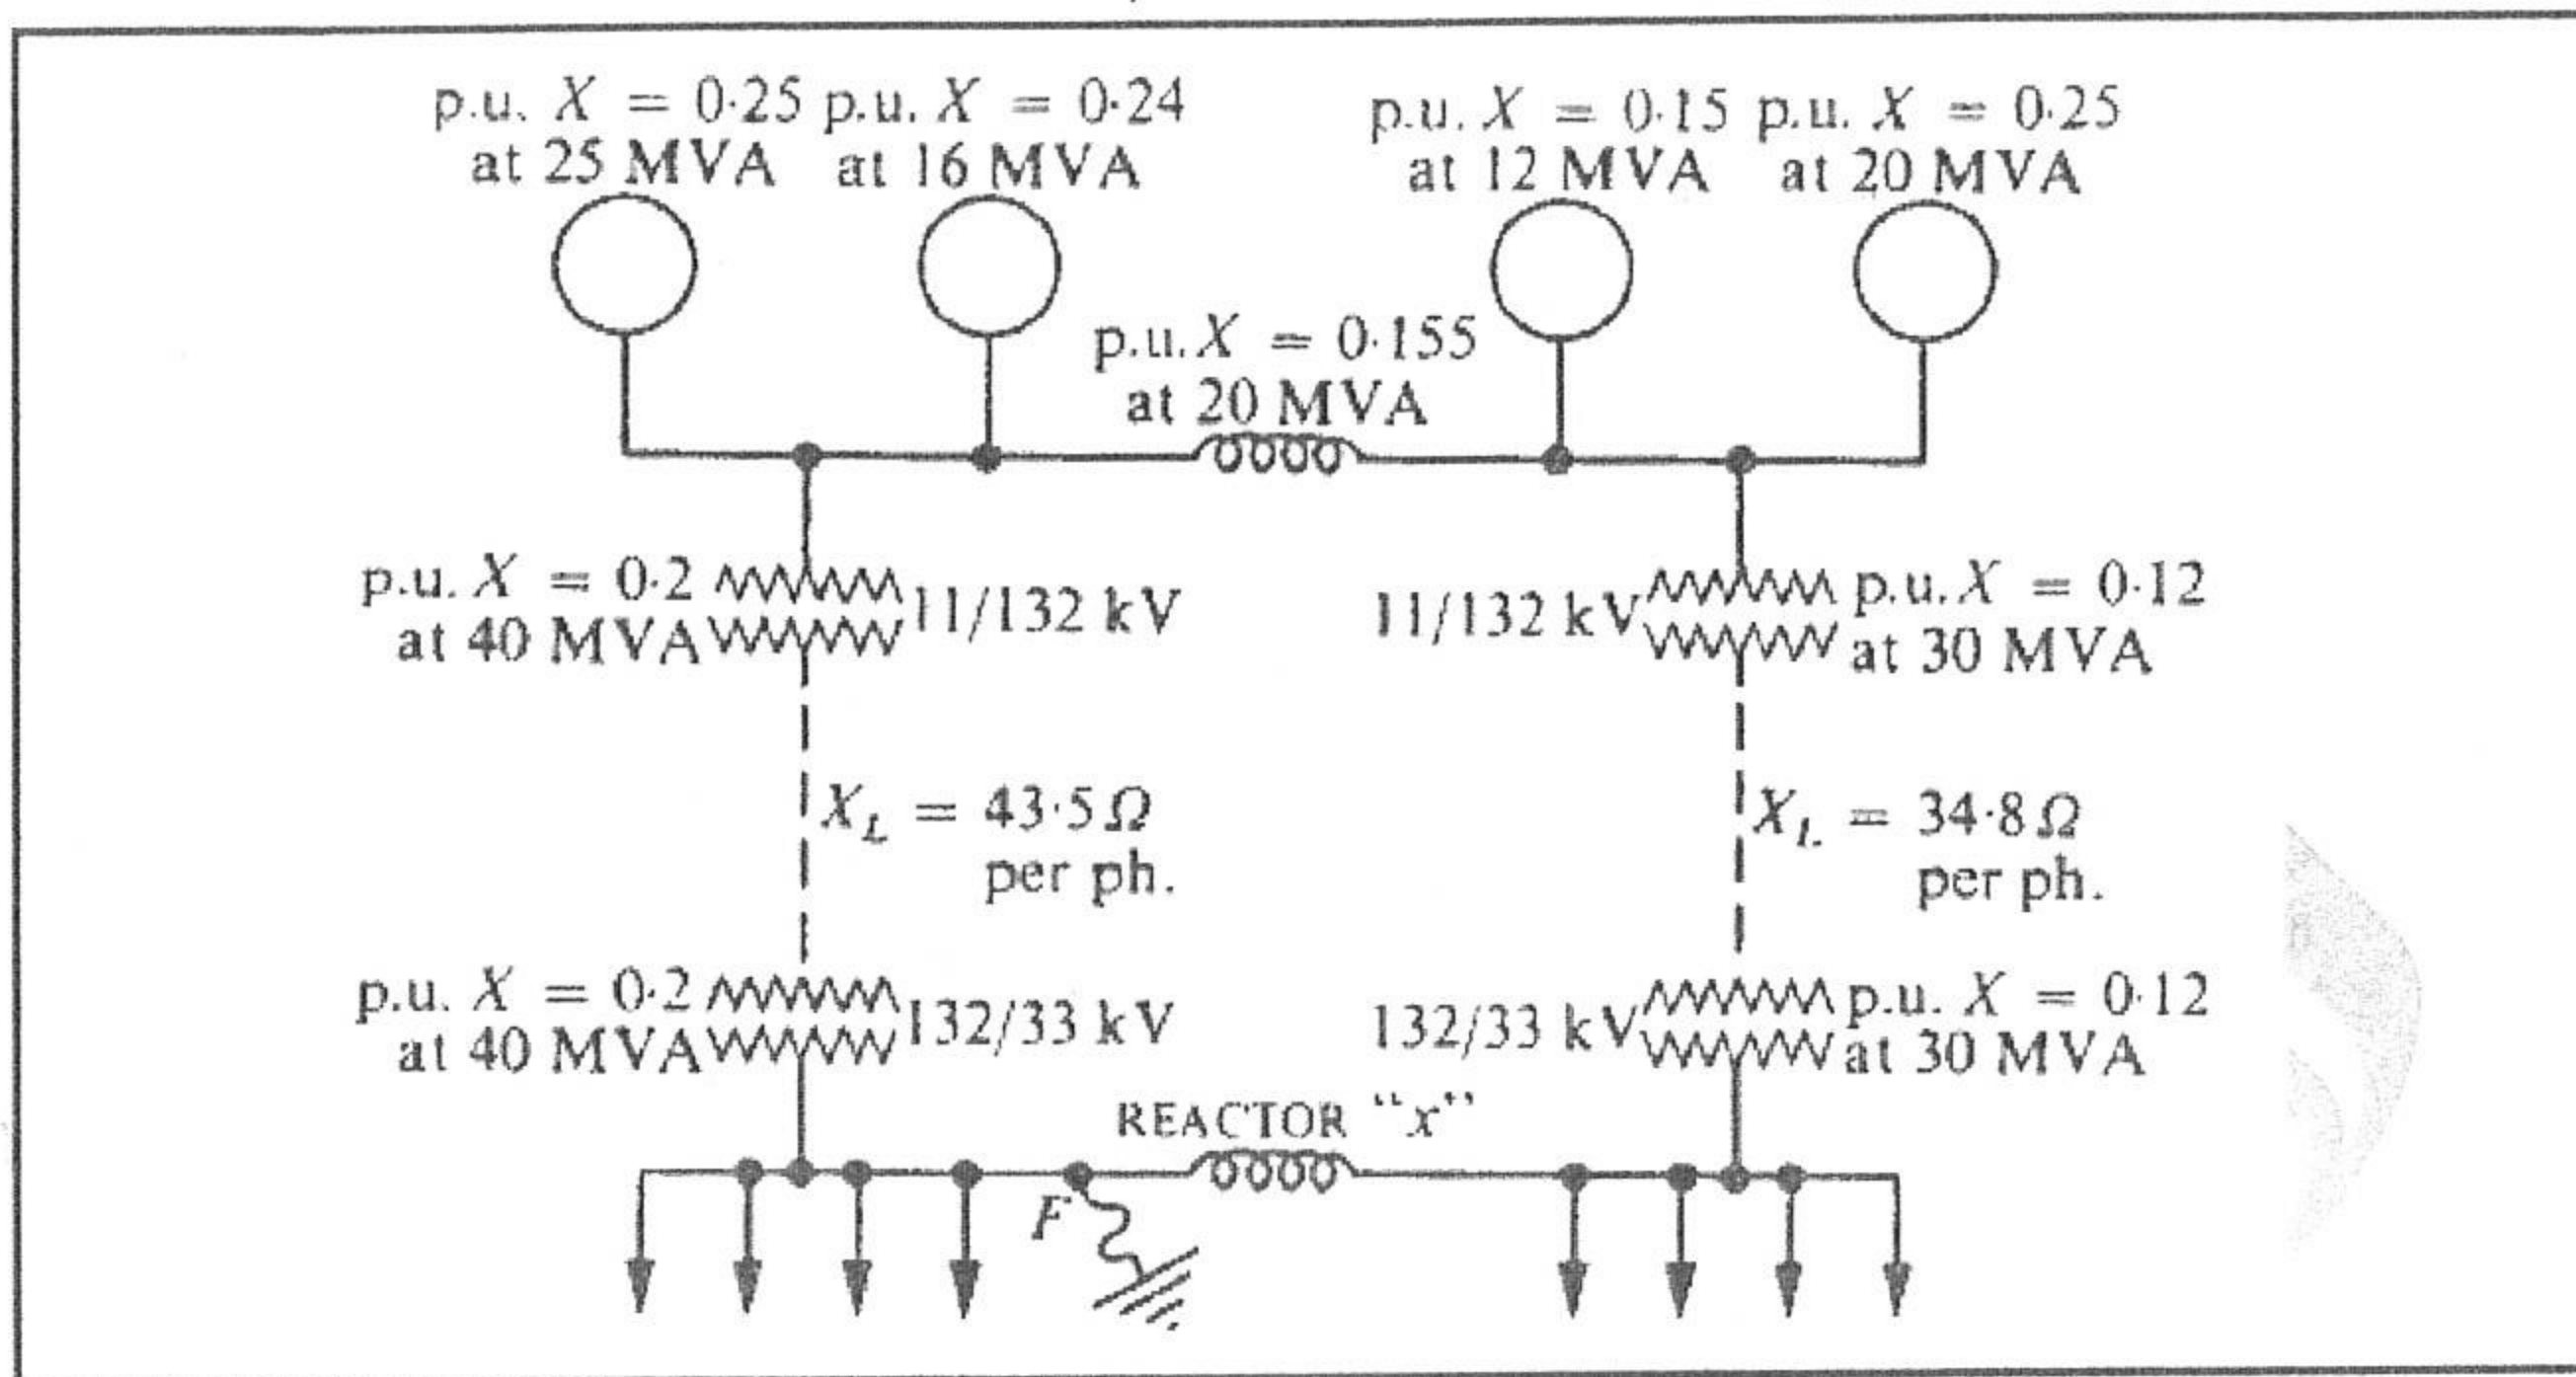 p.u. X = 0·25 p.u. X = 0·24
at 25 MVA at 16 MVA
p.u. X = 0·15 p.u. X = 0·25
at 12 MVA at 20 MVA
p.u. X = 0·155
at 20 MVA
p.u. X = 0·2
at 40 MVA
11/132 kV
11/132 kV
p.u. X = 0·12
at 30 MVA
X_L = 43·5 Ω
per ph.
X_L = 34·8 Ω
per ph.
p.u. X = 0·2
at 40 MVA
132/33 kV
132/33 kV
p.u. X = 0·12
at 30 MVA
REACTOR "x"
F